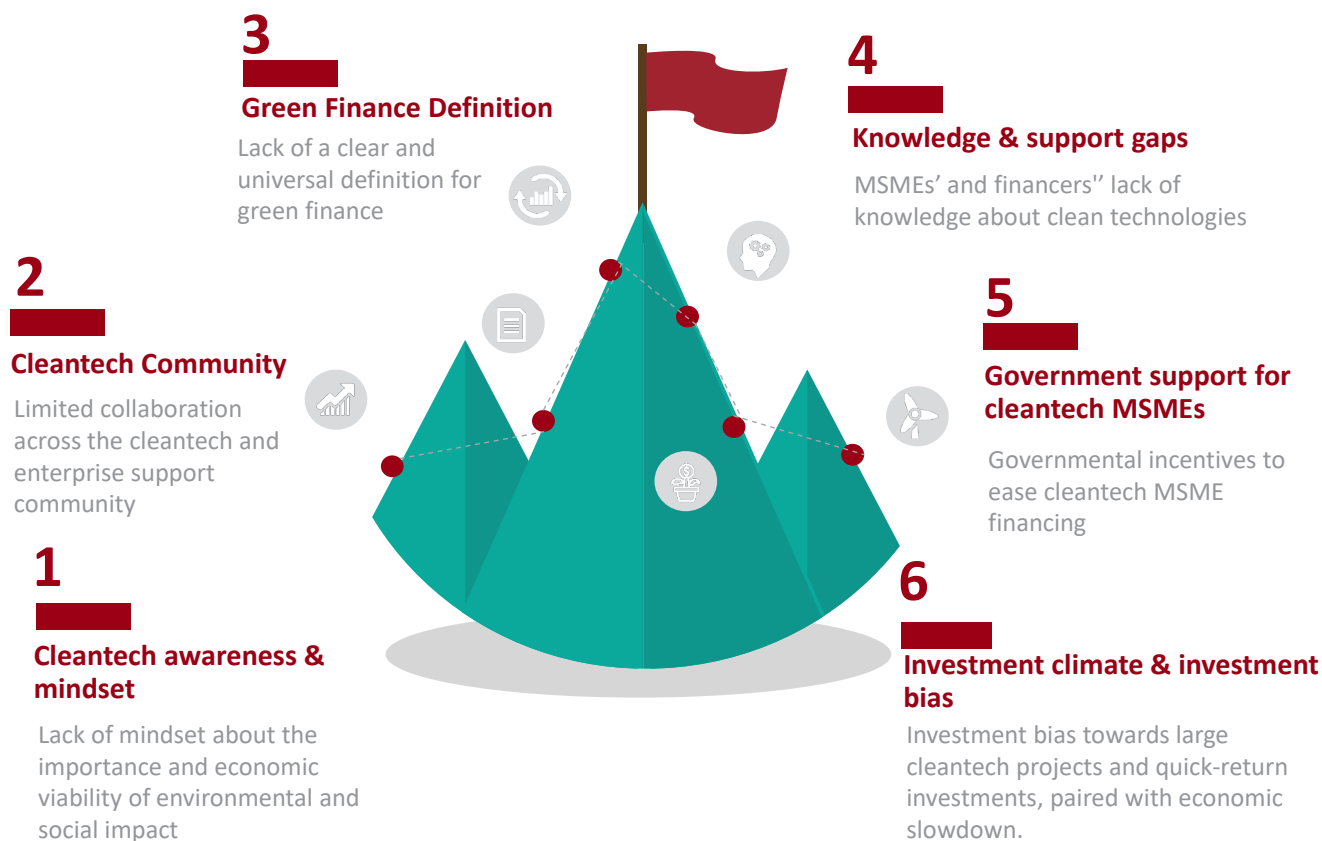 3
Green Finance Definition
Lack of a clear and
universal definition for
green finance
4
Knowledge & support gaps
MSMEs’ and financers'’ lack of
knowledge about clean technologies
2
Cleantech Community
Limited collaboration
across the cleantech and
enterprise support
community
5
Government support for
cleantech MSMEs
Governmental incentives to
ease cleantech MSME
financing
1
Cleantech awareness &
mindset
Lack of mindset about the
importance and economic
viability of environmental and
social impact
6
Investment climate & investment
bias
Investment bias towards large
cleantech projects and quick-return
investments, paired with economic
slowdown.
$